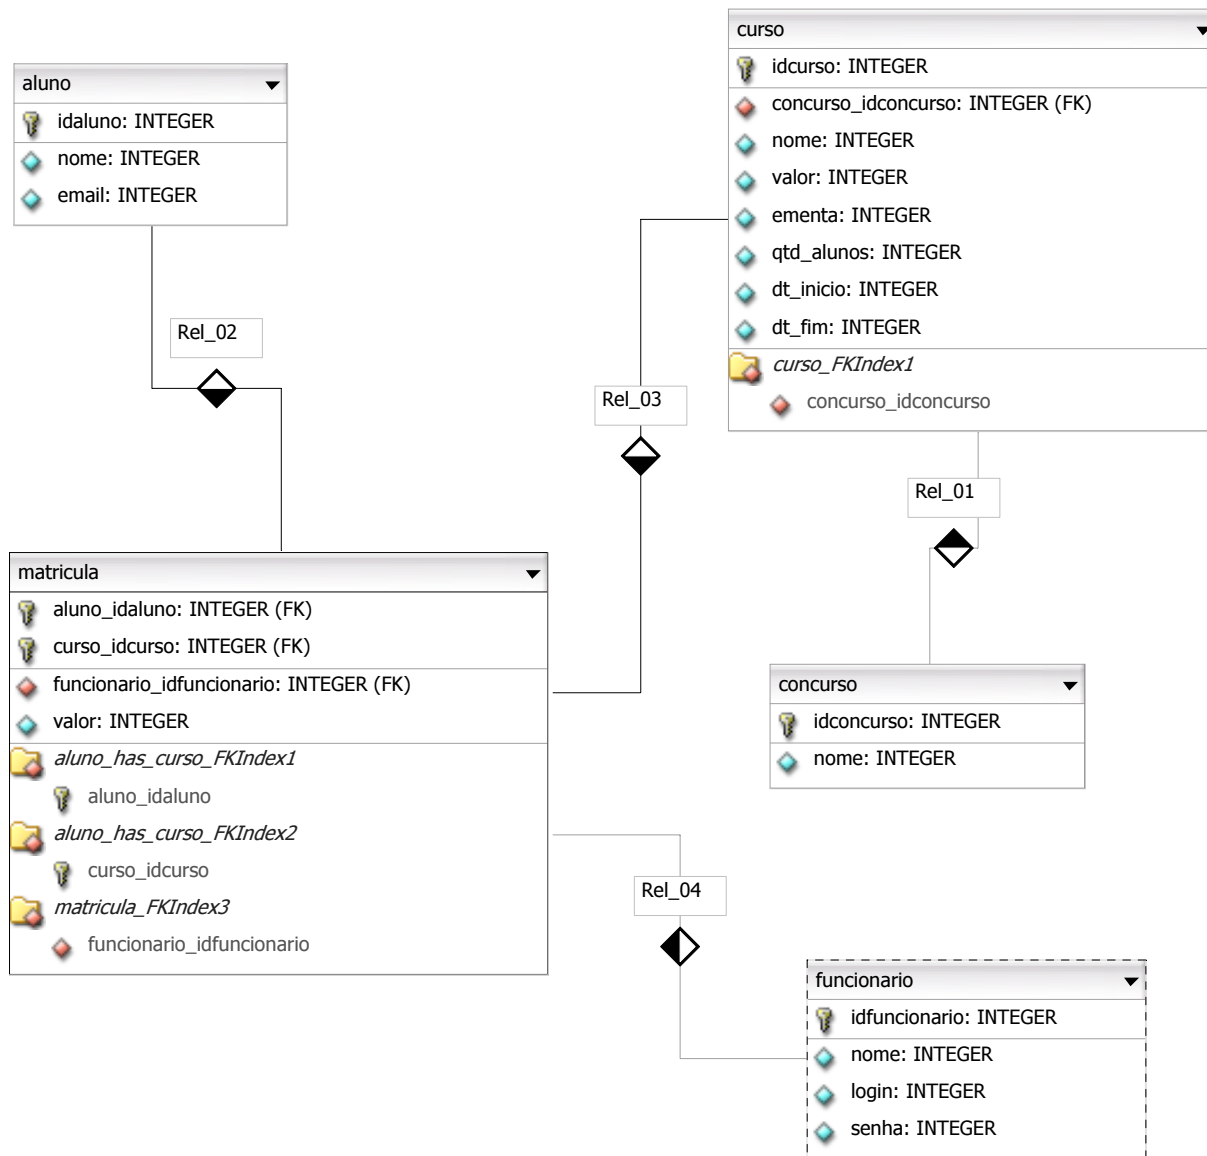 aluno
idaluno: INTEGER
nome: INTEGER
email: INTEGER
Rel_02
curso
idcurso: INTEGER
concurso_idconcurso: INTEGER (FK)
nome: INTEGER
valor: INTEGER
ementa: INTEGER
qtd_alunos: INTEGER
dt_inicio: INTEGER
dt_fim: INTEGER
curso_FKIndex1
concurso_idconcurso
Rel_03
Rel_01
matricula
aluno_idaluno: INTEGER (FK)
curso_idcurso: INTEGER (FK)
funcionario_idfuncionario: INTEGER (FK)
valor: INTEGER
aluno_has_curso_FKIndex1
aluno_idaluno
aluno_has_curso_FKIndex2
curso_idcurso
matricula_FKIndex3
funcionario_idfuncionario
concurso
idconcurso: INTEGER
nome: INTEGER
Rel_04
funcionario
idfuncionario: INTEGER
nome: INTEGER
login: INTEGER
senha: INTEGER